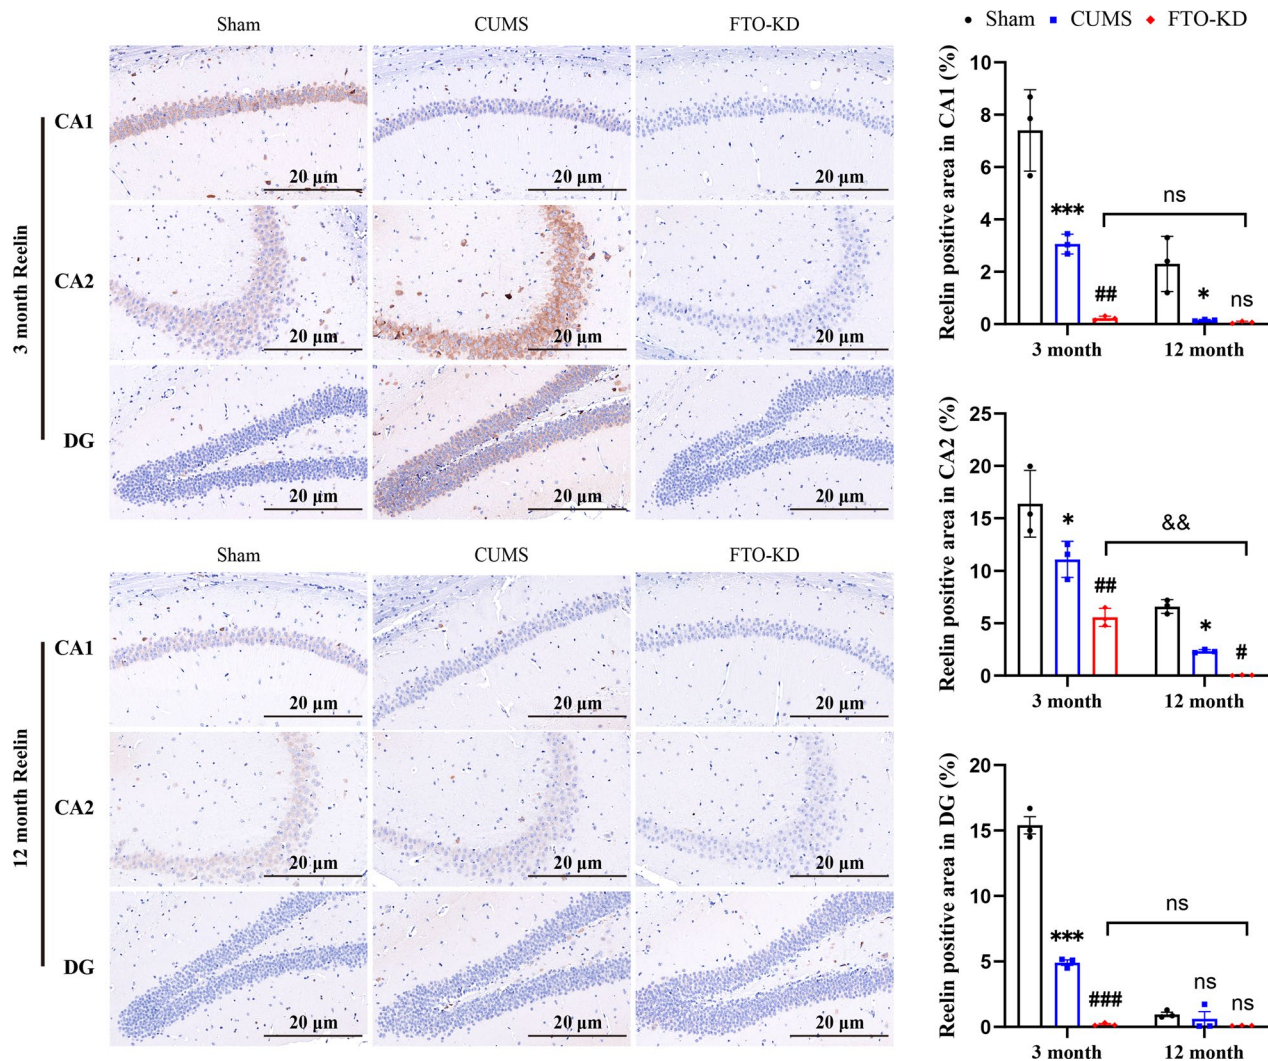 Sham CUMS FTO-KD
3 month Reelin
CA1
20 μm 20 μm 20 μm
CA2
20 μm 20 μm 20 μm
DG
20 μm 20 μm 20 μm
Sham CUMS FTO-KD
12 month Reelin
CA1
20 μm 20 μm 20 μm
CA2
20 μm 20 μm 20 μm
DG
20 μm 20 μm 20 μm
Sham CUMS FTO-KD
Reelin positive area in CA1 (%)
10
8
6
4
2
0
***
##
ns
*
ns
3 month 12 month
Reelin positive area in CA2 (%)
25
20
15
10
5
0
*
##
&&
*
#
3 month 12 month
Reelin positive area in DG (%)
20
15
10
5
0
***
###
ns
ns
ns
3 month 12 month